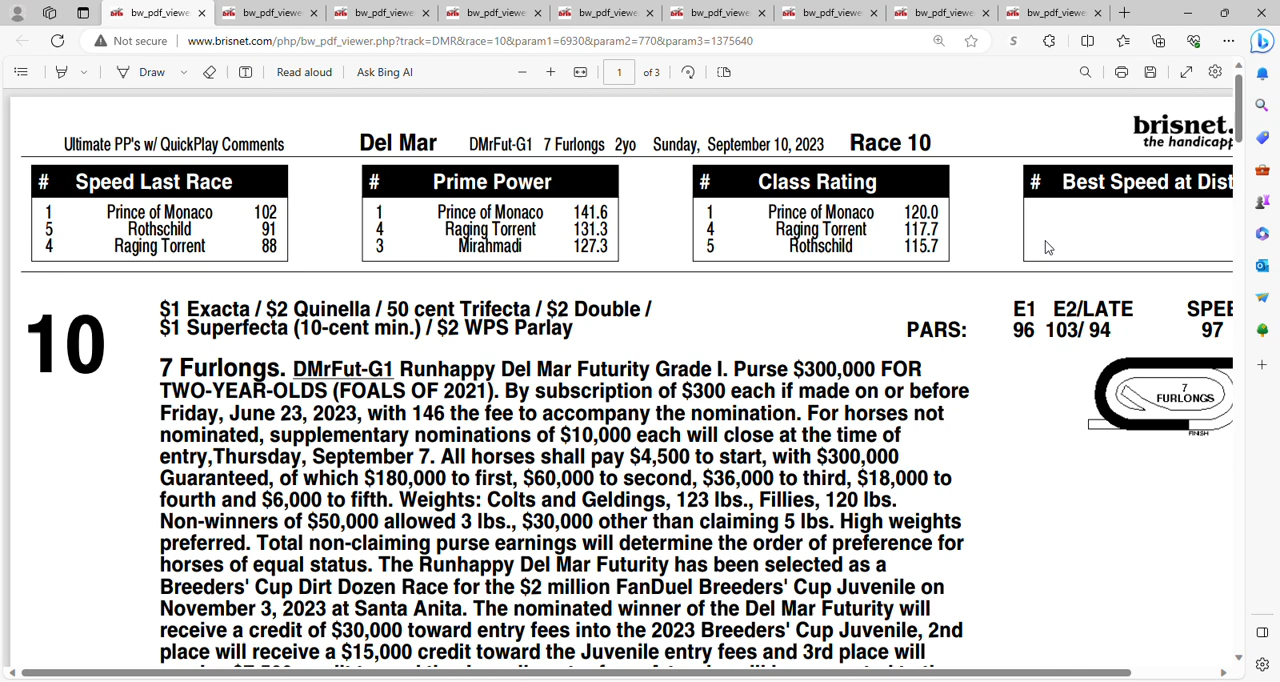 bw_pdf_viewe
bw_pdf_viewer
bw_pdf_viewe
bw_pdf_viewe
bw_pdf_viewe
bw_pdf_viewe
bw_pdf_viewe
bw_pdf_viewe
bw_pdf_viewe
Not secure
www.brisnet.com/php/bw_pdf_viewer.php?track=DMR&race=10&param1=6930&param2=770&param3=1375640
Draw
Read aloud
Ask Bing AI
1 of 3
brisnet.
the handicapp
Ultimate PP's w/ QuickPlay Comments Del Mar DMrFut-G1 7 Furlongs 2yo Sunday, September 10, 2023 Race 10
# Speed Last Race
1 Prince of Monaco 102
5 Rothschild 91
4 Raging Torrent 88
# Prime Power
1 Prince of Monaco 141.6
4 Raging Torrent 131.3
3 Mirahmadi 127.3
# Class Rating
1 Prince of Monaco 120.0
4 Raging Torrent 117.7
5 Rothschild 115.7
# Best Speed at Dist
10
$1 Exacta / $2 Quinella / 50 cent Trifecta / $2 Double /
$1 Superfecta (10-cent min.) / $2 WPS Parlay
E1 E2/LATE SPEE
PARS: 96 103/ 94 97
7 Furlongs. DMrFut-G1 Runhappy Del Mar Futurity Grade I. Purse $300,000 FOR
TWO-YEAR-OLDS (FOALS OF 2021). By subscription of $300 each if made on or before
Friday, June 23, 2023, with 146 the fee to accompany the nomination. For horses not
nominated, supplementary nominations of $10,000 each will close at the time of
entry,Thursday, September 7. All horses shall pay $4,500 to start, with $300,000
Guaranteed, of which $180,000 to first, $60,000 to second, $36,000 to third, $18,000 to
fourth and $6,000 to fifth. Weights: Colts and Geldings, 123 lbs., Fillies, 120 lbs.
Non-winners of $50,000 allowed 3 lbs., $30,000 other than claiming 5 lbs. High weights
preferred. Total non-claiming purse earnings will determine the order of preference for
horses of equal status. The Runhappy Del Mar Futurity has been selected as a
Breeders' Cup Dirt Dozen Race for the $2 million FanDuel Breeders' Cup Juvenile on
November 3, 2023 at Santa Anita. The nominated winner of the Del Mar Futurity will
receive a credit of $30,000 toward entry fees into the 2023 Breeders' Cup Juvenile, 2nd
place will receive a $15,000 credit toward the Juvenile entry fees and 3rd place will
7
FURLONGS
FINISH